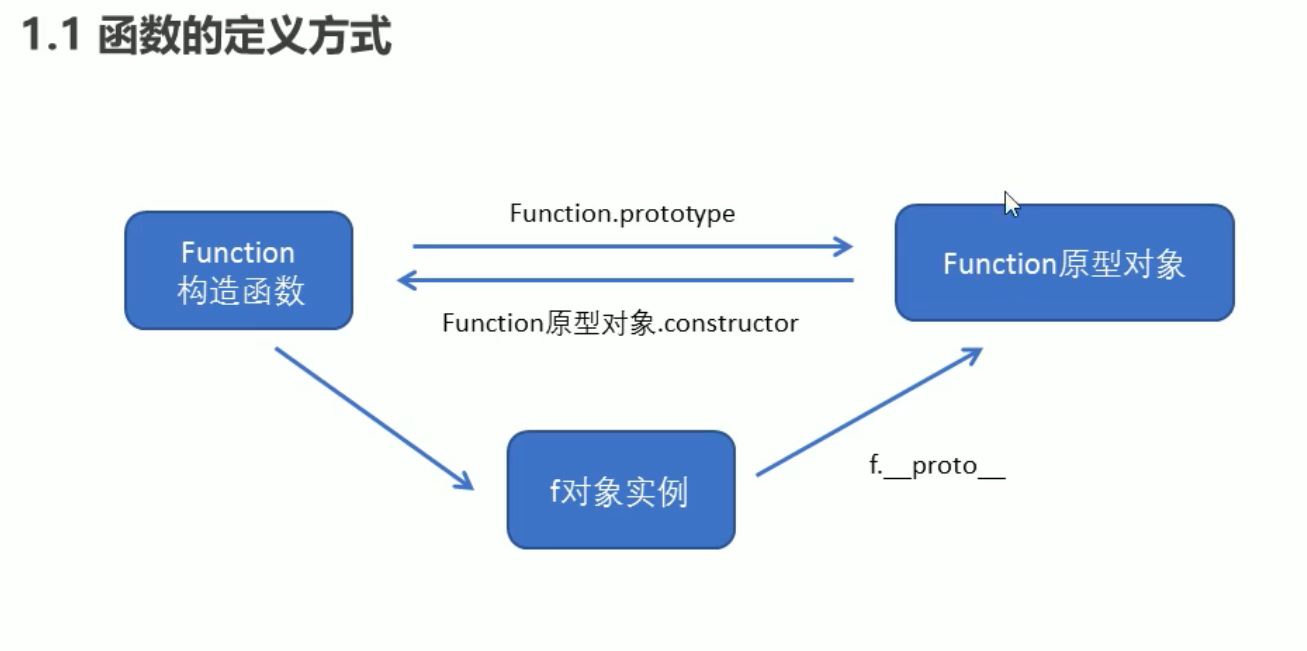 1.1 函数的定义方式
Function.prototype
Function
构造函数
Function原型对象
Function原型对象.constructor
f对象实例
f.__proto__